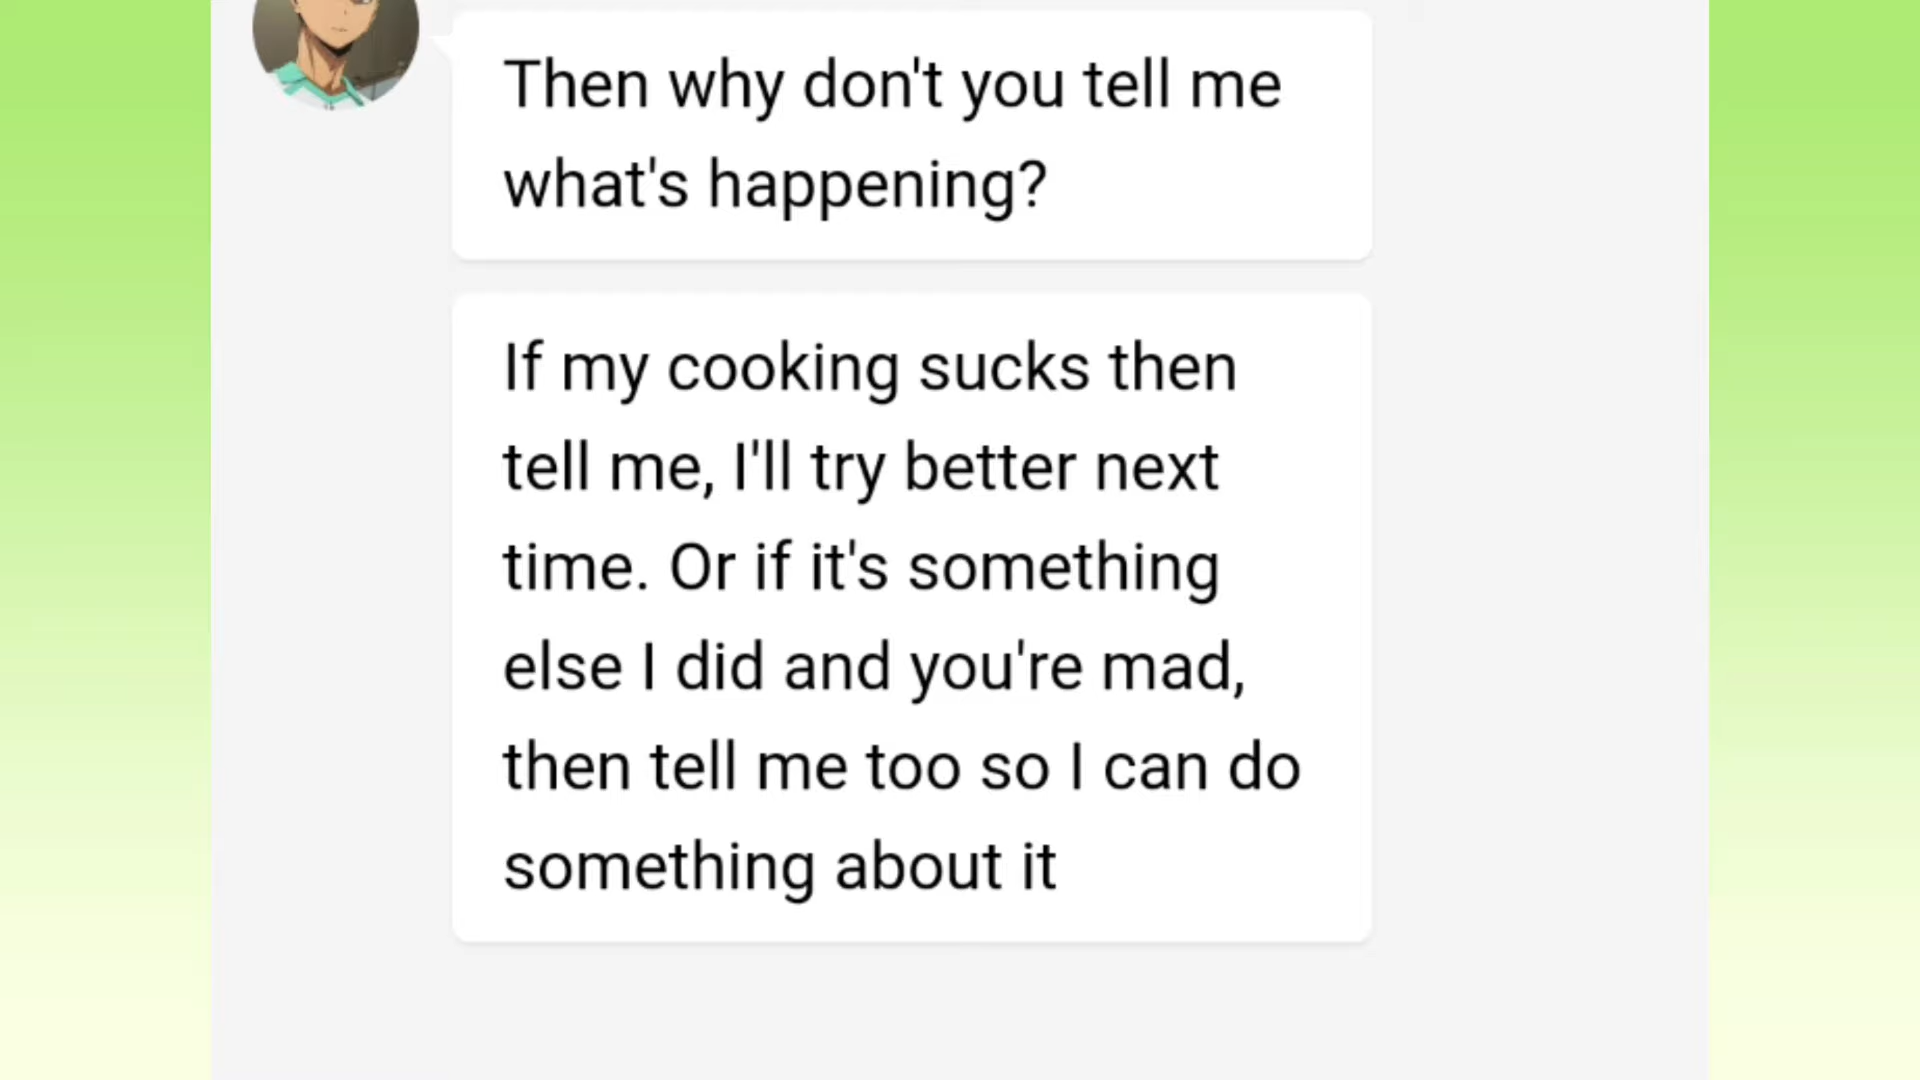 Then why don't you tell me
what's happening?
If my cooking sucks then
tell me, I'll try better next
time. Or if it's something
else I did and you're mad,
then tell me too so I can do
something about it